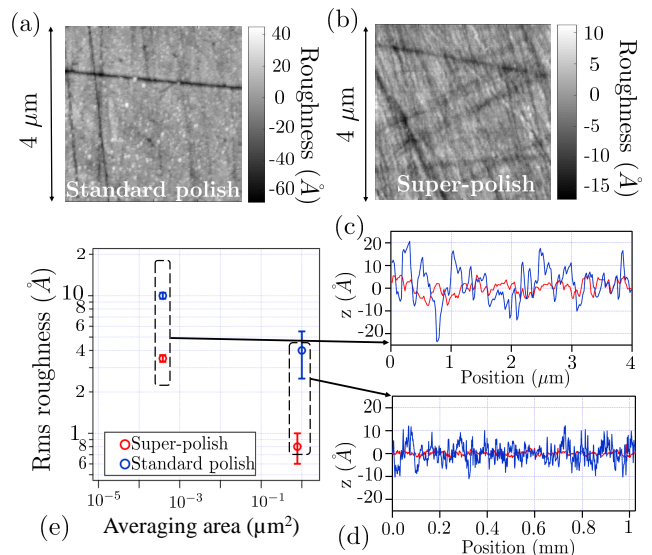 (a)
4 µm
Standard polish
40
20
0
-20
-40
-60
Roughness (Å)
(b)
4 µm
Super-polish
10
5
0
-5
-10
-15
Roughness (Å)
(c)
20
10
0
-10
-20
z (Å)
0 1 2 3 4
Position (µm)
2
10
8
6
4
2
1
8
6
Rms roughness (Å)
Super-polish
Standard polish
10⁻⁵ 10⁻³ 10⁻¹
Averaging area (µm²)
(e)
20
10
0
-10
-20
z (Å)
0.0 0.2 0.4 0.6 0.8 1.0
Position (mm)
(d)